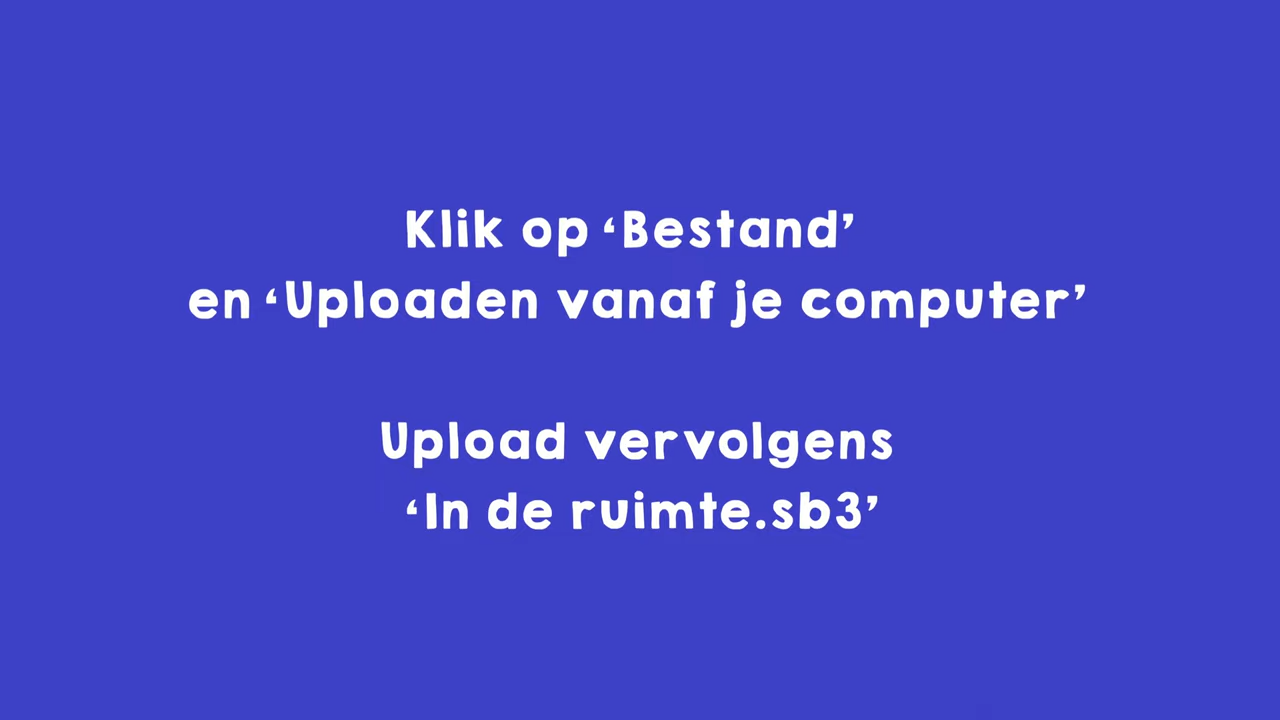 Klik op ‘Bestand’
en ‘Uploaden vanaf je computer’
Upload vervolgens
‘In de ruimte.sb3’